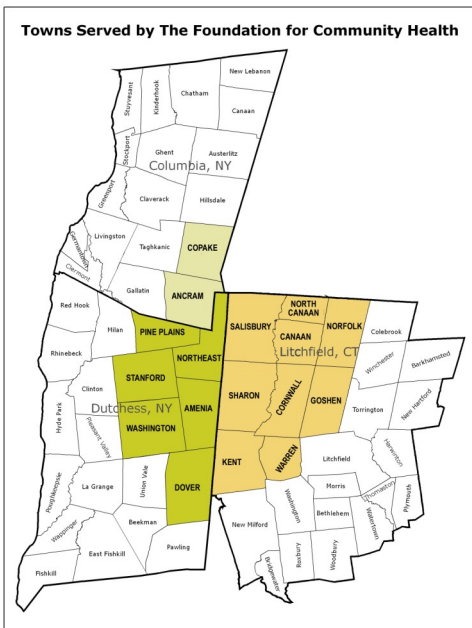 Towns Served by The Foundation for Community Health
New Lebanon
Stuyvesant
Kinderhook
Chatham
Canaan
Stockport
Ghent
Austerlitz
Columbia, NY
Greenport
Claverack
Hillsdale
Livingston
Germantown
Taghkanic
COPAKE
Clermont
Gallatin
ANCRAM
Red Hook
Milan
PINE PLAINS
NORTHEAST
SALISBURY
NORTH
CANAAN
CANAAN
NORFOLK
Colebrook
Litchfield, CT
Rhinebeck
Winchester
Barkhamsted
Clinton
STANFORD
SHARON
CORNWALL
GOSHEN
Torrington
New Hartford
Hyde Park
Dutchess, NY
AMENIA
Pleasant Valley
WASHINGTON
KENT
WARREN
Litchfield
Harwinton
Poughkeepsie
La Grange
Union Vale
DOVER
Morris
Thomaston
Plymouth
Washington
Bethlehem
Watertown
Wappinger
Beekman
New Milford
East Fishkill
Pawling
Roxbury
Woodbury
Bridgewater
Fishkill